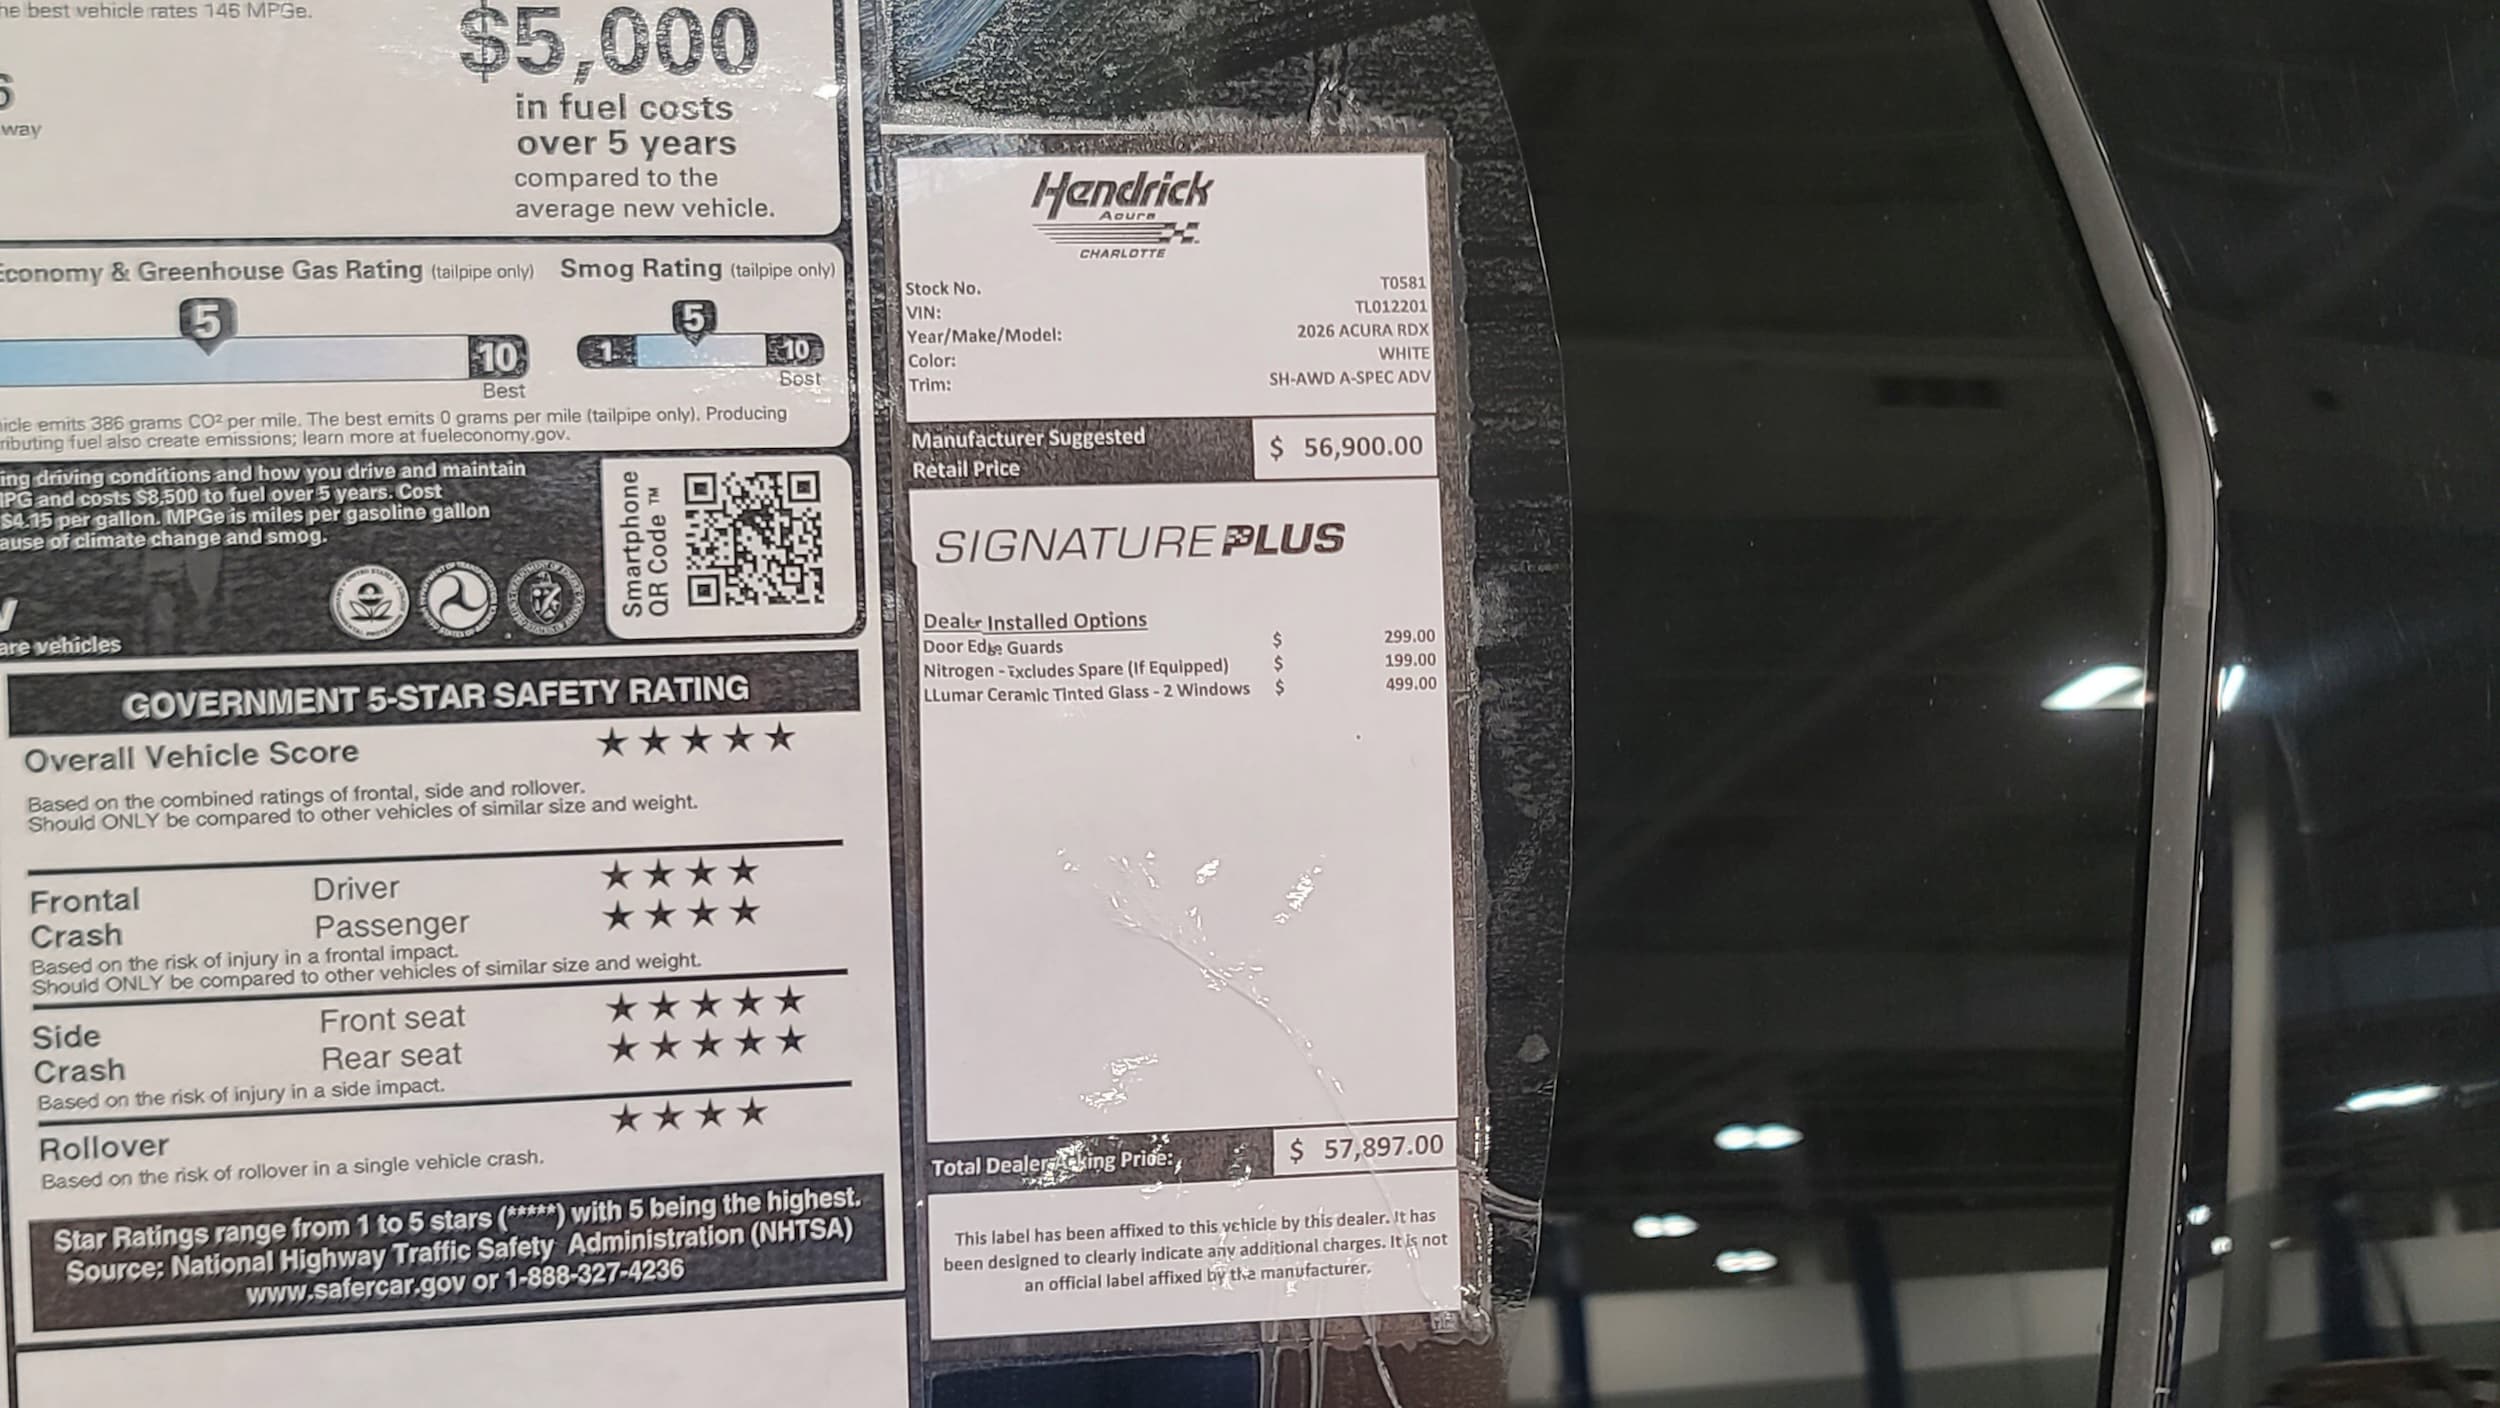 he best vehicle rates 146 MPGe.
$5,000
in fuel costs
over 5 years
compared to the
average new vehicle.
6
way
Economy & Greenhouse Gas Rating (tailpipe only)
5
10
Best
Smog Rating (tailpipe only)
5
1
10
Best
icle emits 386 grams CO² per mile. The best emits 0 grams per mile (tailpipe only). Producing
ributing fuel also create emissions; learn more at fueleconomy.gov.
ing driving conditions and how you drive and maintain
MPG and costs $8,500 to fuel over 5 years. Cost
$4.15 per gallon. MPGe is miles per gasoline gallon
ause of climate change and smog.
v
are vehicles
Smartphone
QR Code™
GOVERNMENT 5-STAR SAFETY RATING
Overall Vehicle Score ★★★★★
Based on the combined ratings of frontal, side and rollover.
Should ONLY be compared to other vehicles of similar size and weight.
Frontal Driver ★★★★
Crash Passenger ★★★★
Based on the risk of injury in a frontal impact.
Should ONLY be compared to other vehicles of similar size and weight.
Side Front seat ★★★★★
Crash Rear seat ★★★★★
Based on the risk of injury in a side impact.
Rollover ★★★★
Based on the risk of rollover in a single vehicle crash.
Star Ratings range from 1 to 5 stars (*****) with 5 being the highest.
Source: National Highway Traffic Safety Administration (NHTSA)
www.safercar.gov or 1-888-327-4236
Hendrick
Acura
CHARLOTTE
Stock No. T0581
VIN: TL012201
Year/Make/Model: 2026 ACURA RDX
Color: WHITE
Trim: SH-AWD A-SPEC ADV
Manufacturer Suggested
Retail Price $ 56,900.00
SIGNATURE PLUS
Dealer Installed Options
Door Edge Guards $ 299.00
Nitrogen - Excludes Spare (If Equipped) $ 199.00
LLumar Ceramic Tinted Glass - 2 Windows $ 499.00
Total Dealer Asking Price: $ 57,897.00
This label has been affixed to this vehicle by this dealer. It has
been designed to clearly indicate any additional charges. It is not
an official label affixed by the manufacturer.